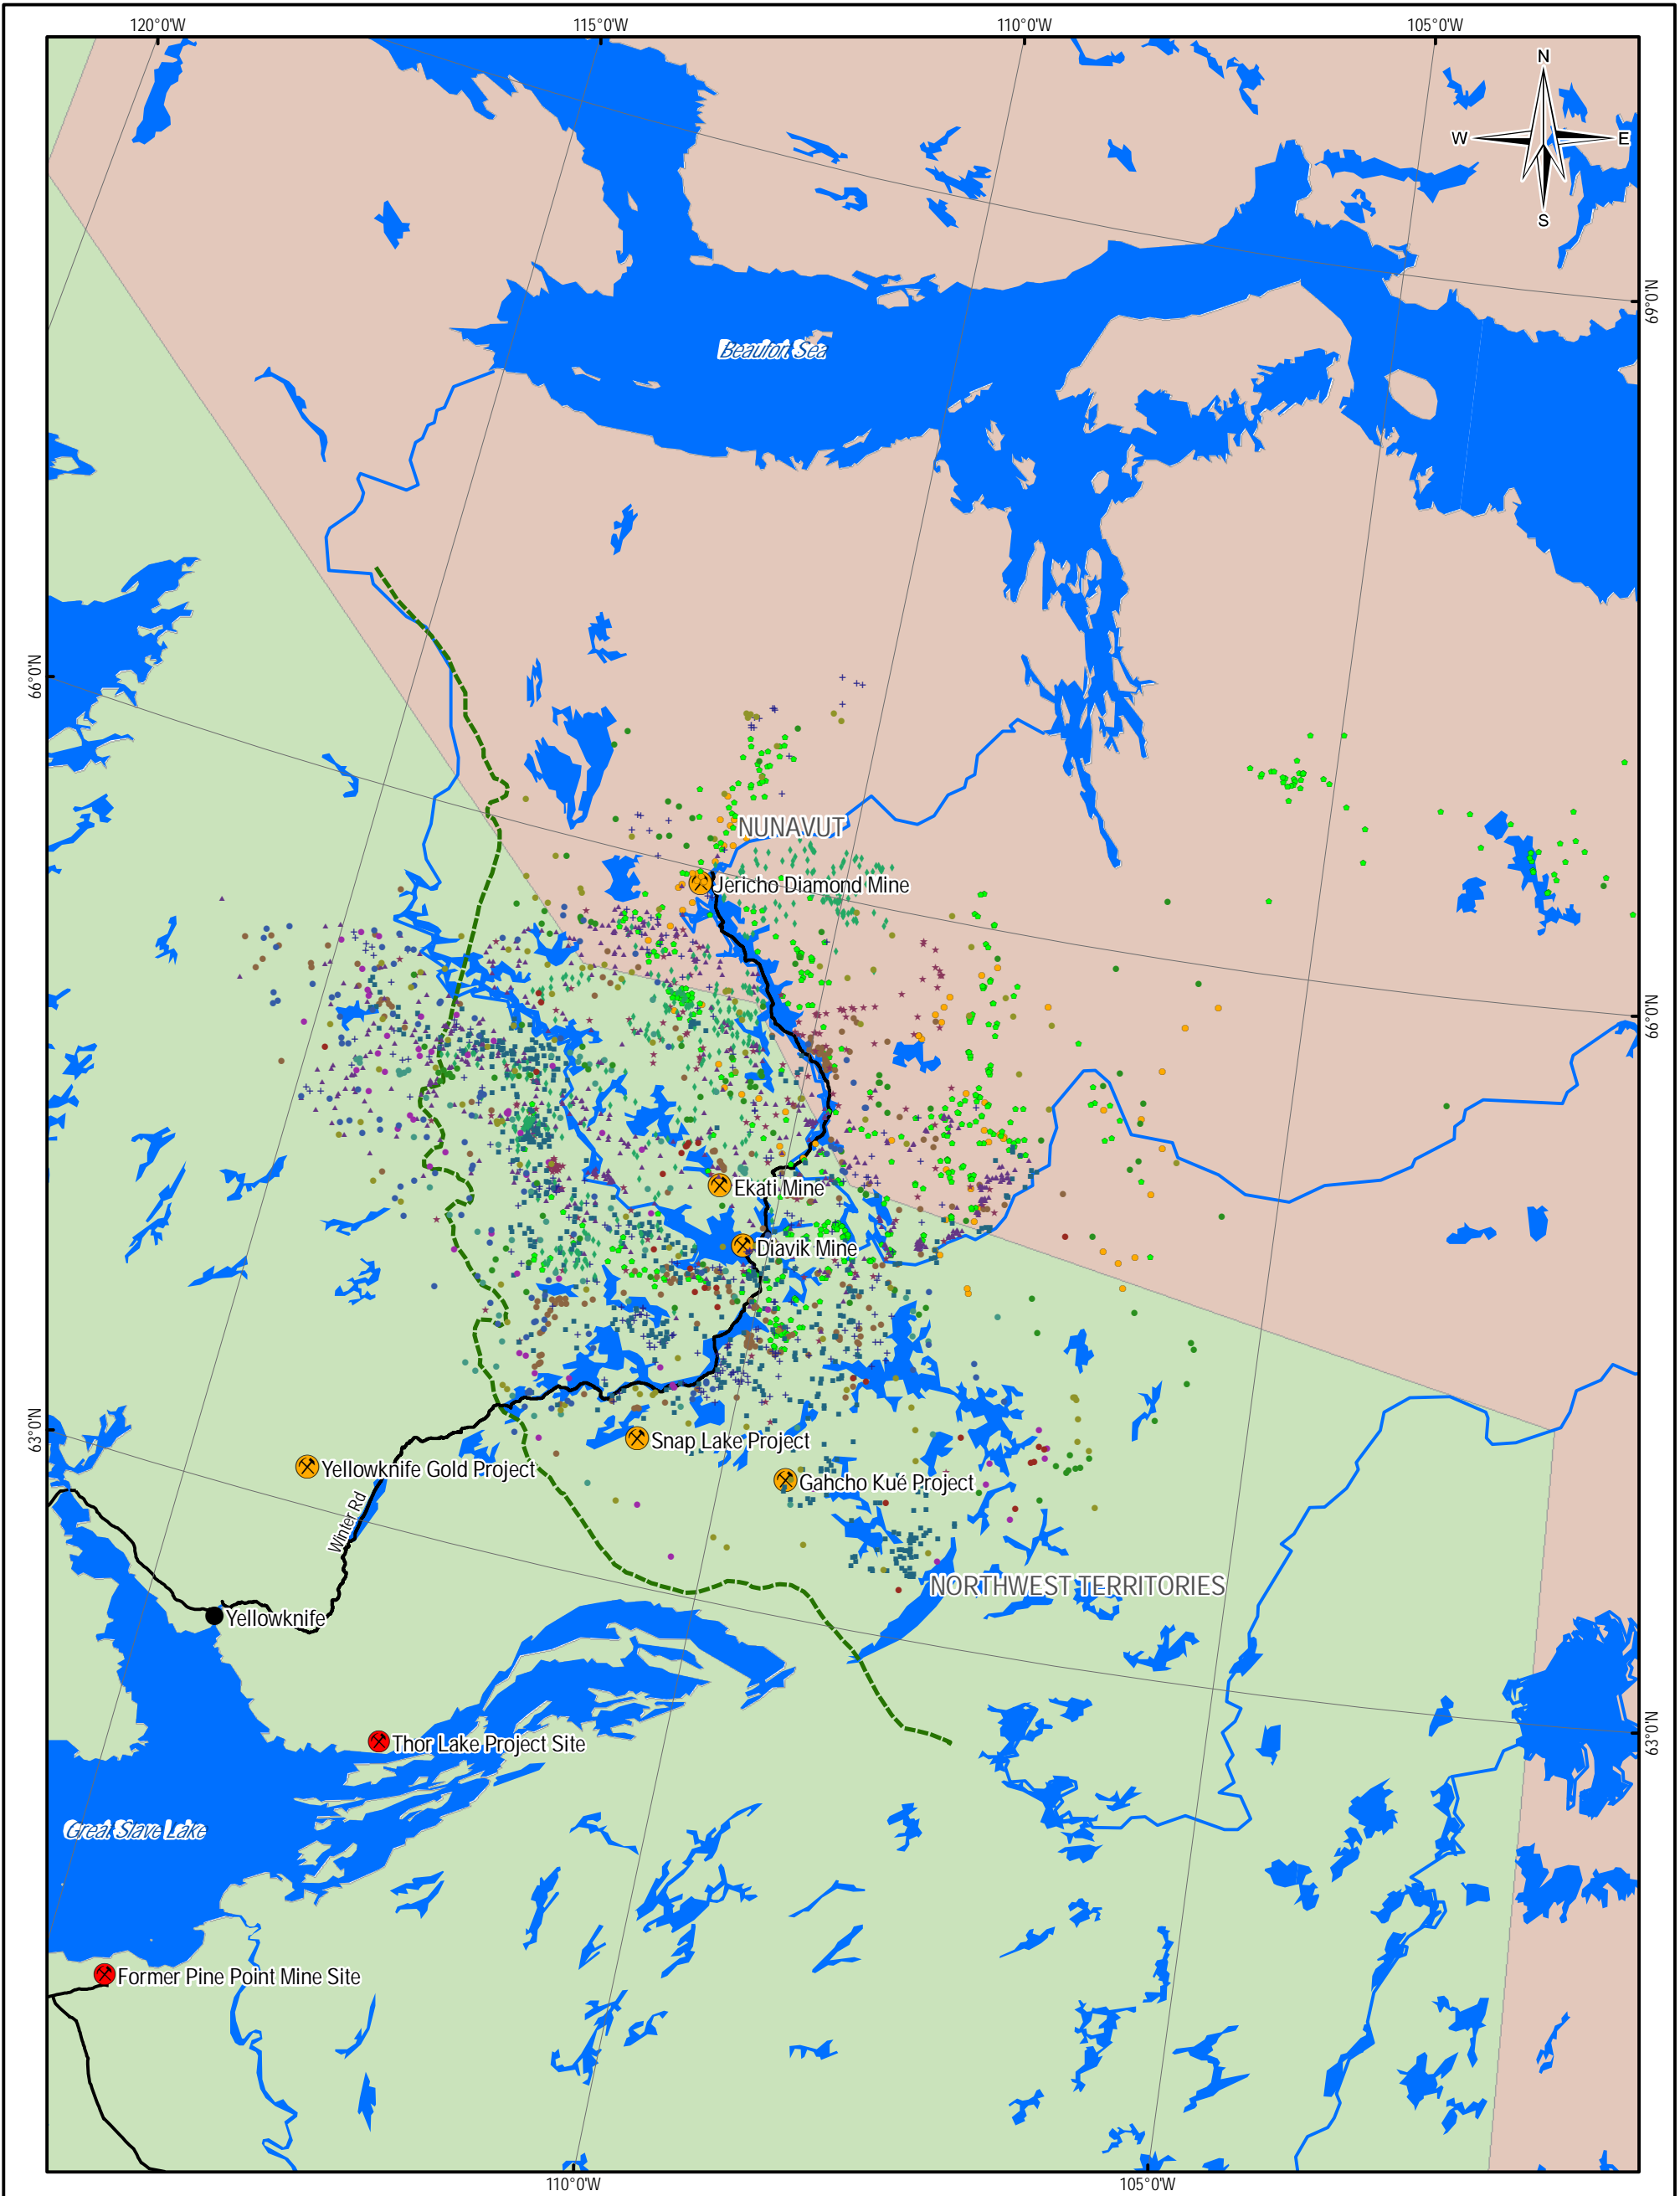 120°0'W 115°0'W 110°0'W 105°0'W
N
W E
S
69°0'N
Beaufort Sea
66°0'N
NUNAVUT
Jericho Diamond Mine
66°0'N
Ekati Mine
Diavik Mine
63°0'N
Snap Lake Project
Yellowknife Gold Project
Gahcho Kué Project
Winter Rd
NORTHWEST TERRITORIES
Yellowknife
63°0'N
Thor Lake Project Site
Great Slave Lake
Former Pine Point Mine Site
110°0'W 105°0'W